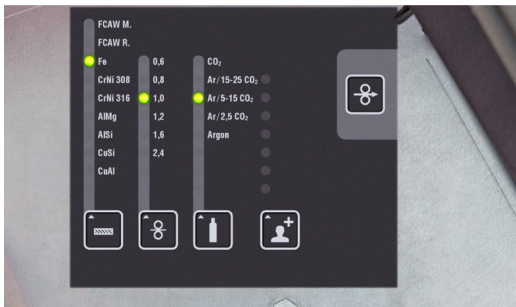 FCAW M.
FCAW R.
Fe
CrNi 308
CrNi 316
AlMg
AlSi
CuSi
CuAl
0,6
0,8
1,0
1,2
1,6
2,4
CO₂
Ar/15-25 CO₂
Ar/5-15 CO₂
Ar/2,5 CO₂
Argon